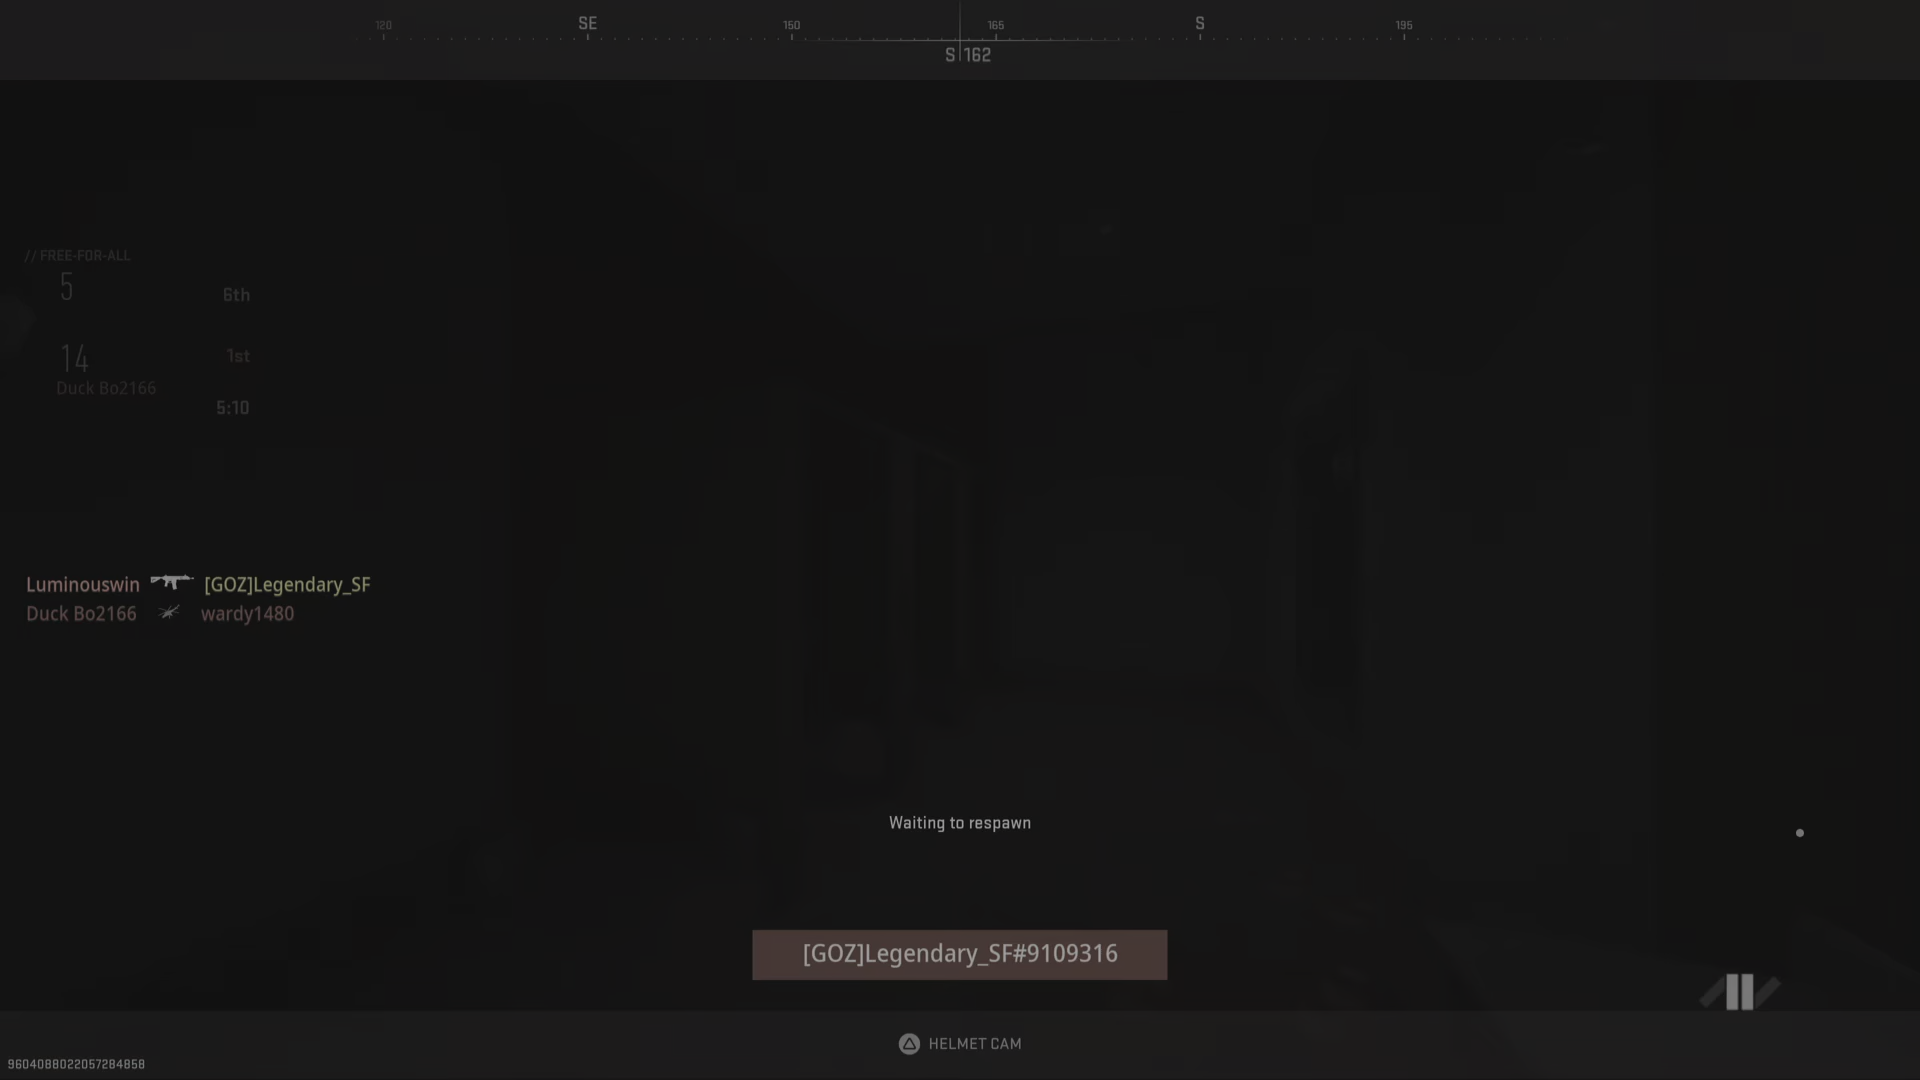 120 SE 150 165 S 195
S 162
// FREE-FOR-ALL
5 6th
14 1st
Duck Bo2166
5:10
Luminouswin [GOZ]Legendary_SF
Duck Bo2166 wardy1480
Waiting to respawn
[GOZ]Legendary_SF#9109316
HELMET CAM
9604088022057284858